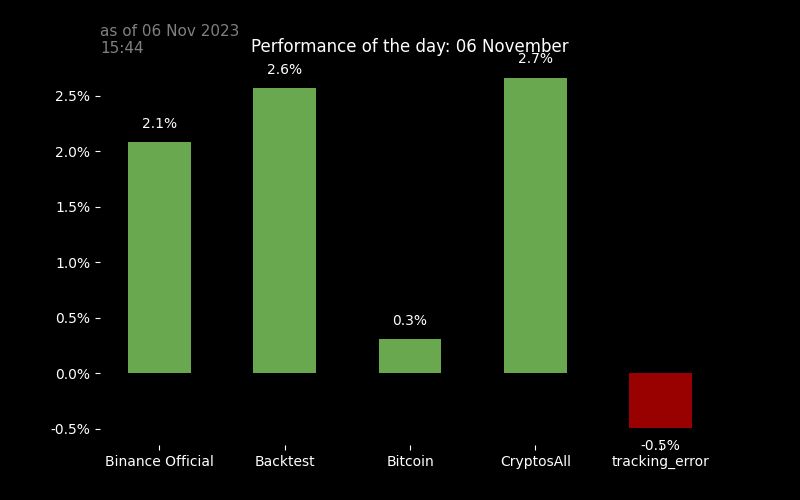 as of 06 Nov 2023
15:44
Performance of the day: 06 November
2.7%
2.6%
2.1%
0.3%
-0.5%
2.5%
2.0%
1.5%
1.0%
0.5%
0.0%
-0.5%
Binance Official
Backtest
Bitcoin
CryptosAll
tracking_error